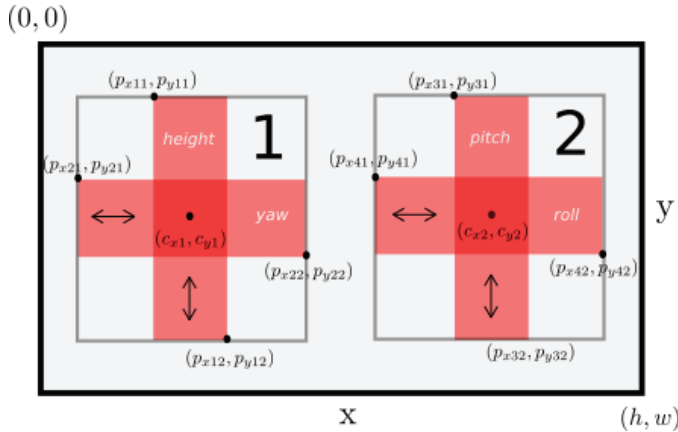 (0, 0)
(p_{x11}, p_{y11})
(p_{x31}, p_{y31})
height
1
pitch
2
(p_{x21}, p_{y21})
(p_{x41}, p_{y41})
yaw
roll
y
(c_{x1}, c_{y1})
(c_{x2}, c_{y2})
(p_{x22}, p_{y22})
(p_{x42}, p_{y42})
(p_{x12}, p_{y12})
(p_{x32}, p_{y32})
x
(h, w)